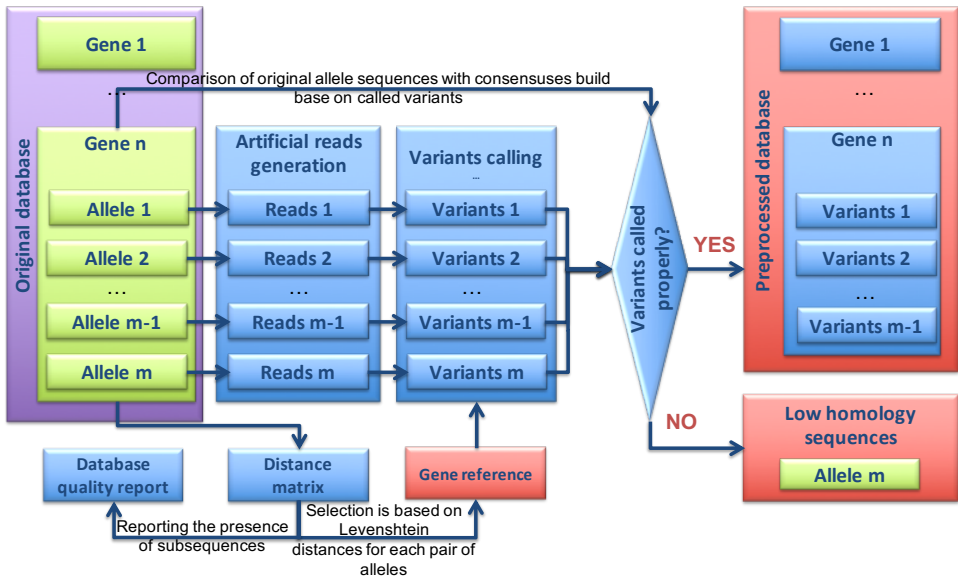 Original database
Gene 1
...
Gene n
Allele 1
Allele 2
...
Allele m-1
Allele m
Comparison of original allele sequences with consensuses build
base on called variants
Artificial reads
generation
Reads 1
Reads 2
...
Reads m-1
Reads m
Variants calling
...
Variants 1
Variants 2
...
Variants m-1
Variants m
Variants called
properly?
YES
NO
Preprocessed database
Gene 1
...
Gene n
Variants 1
Variants 2
...
Variants m-1
Low homology
sequences
Allele m
Database
quality report
Distance
matrix
Gene reference
Reporting the presence
of subsequences
Selection is based on
Levenshtein
distances for each pair of
alleles